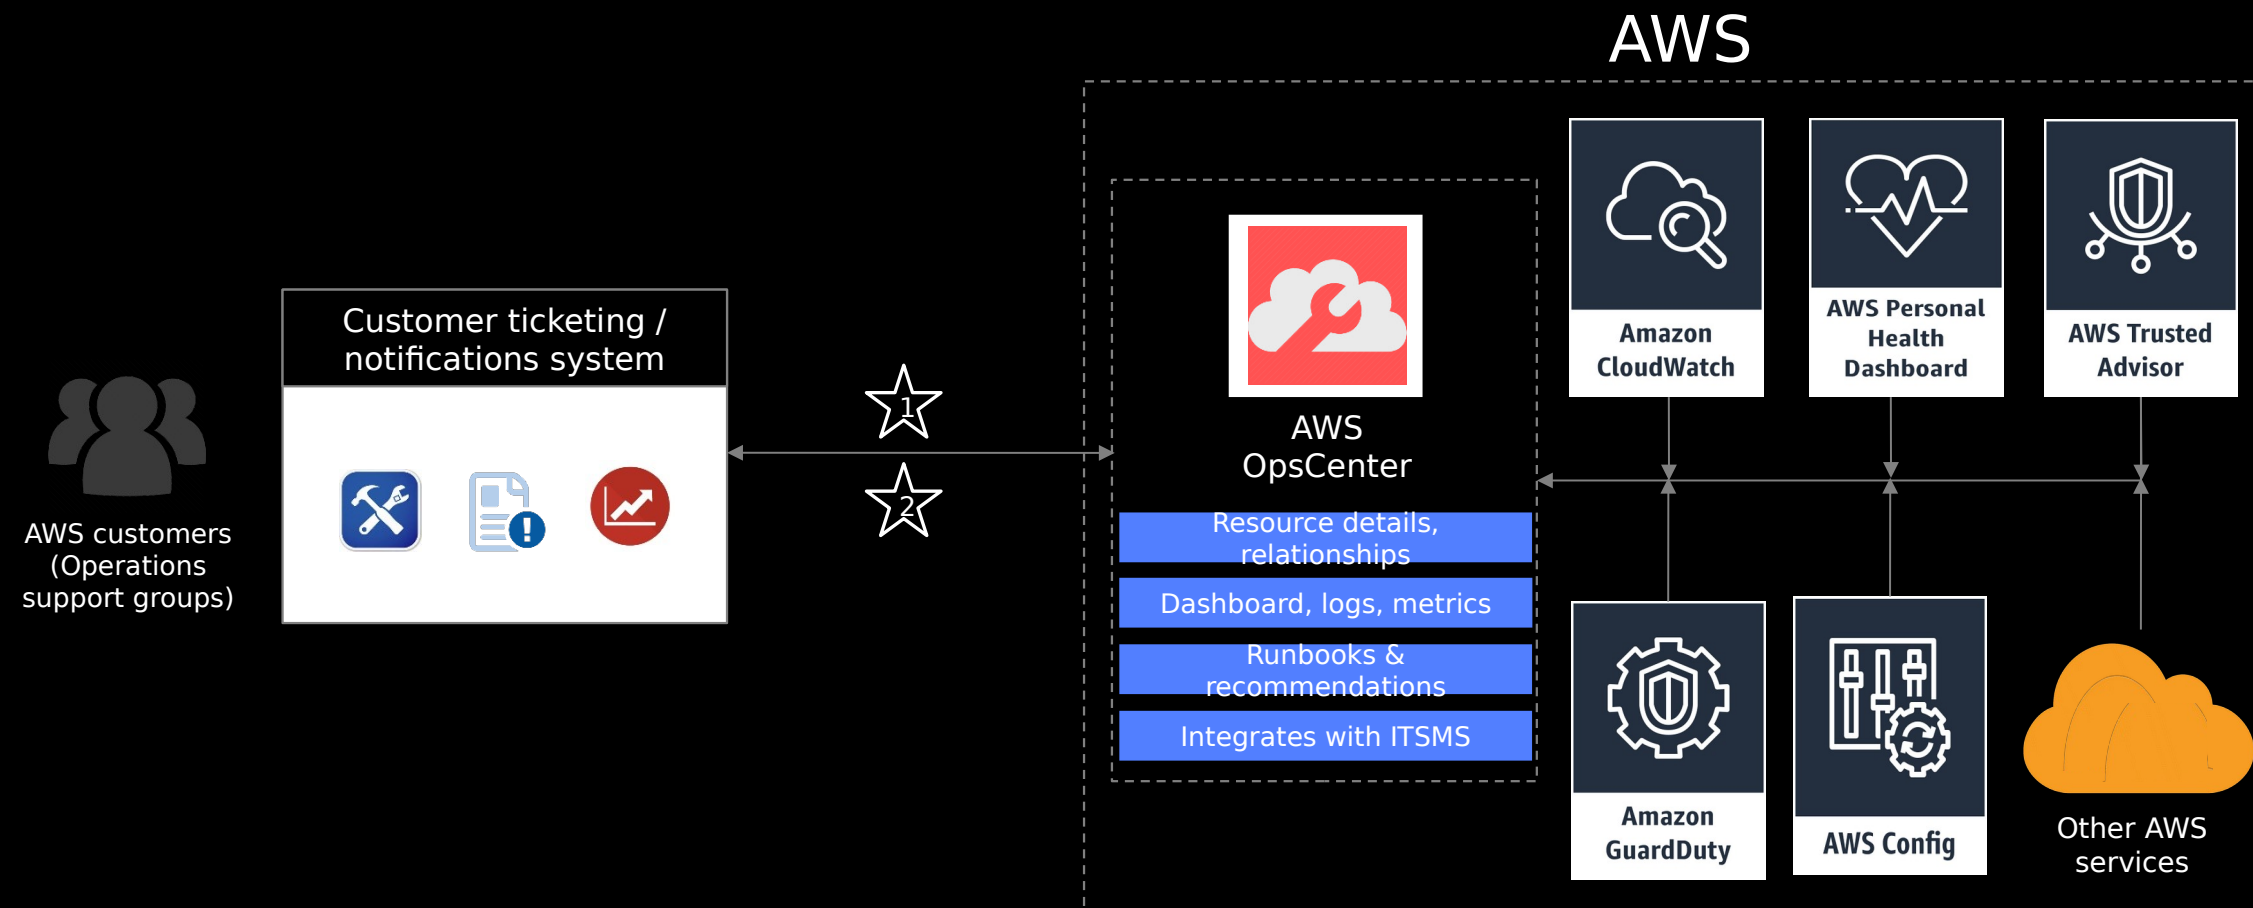 AWS
Amazon
CloudWatch
AWS Personal
Health
Dashboard
AWS Trusted
Advisor
Customer ticketing /
notifications system
1
2
AWS customers
(Operations
support groups)
AWS
OpsCenter
Resource details,
relationships
Dashboard, logs, metrics
Runbooks &
recommendations
Integrates with ITSMS
Amazon
GuardDuty
AWS Config
Other AWS
services